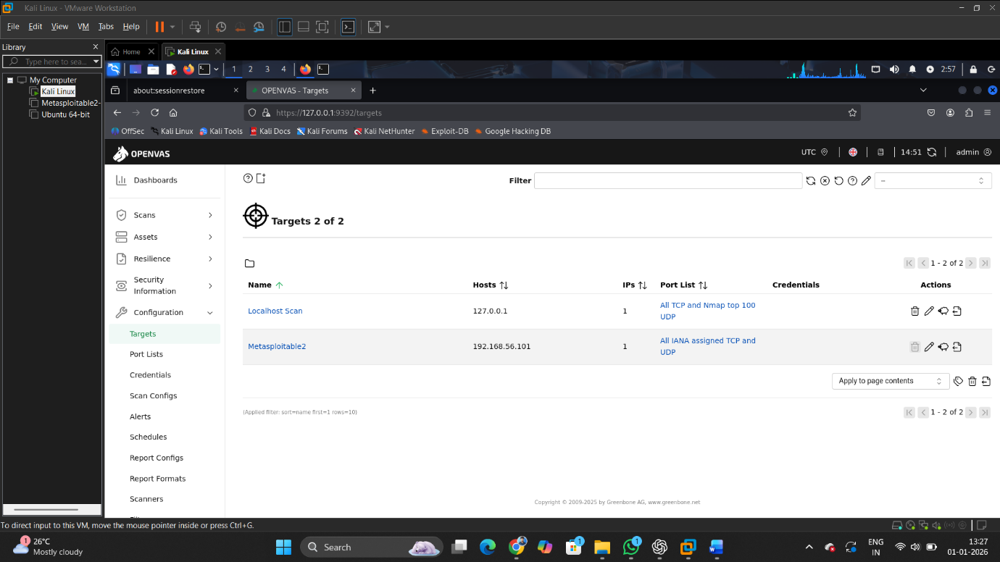 Kali Linux - VMware Workstation
File Edit View VM Tabs Help
Library
Type here to sea...
My Computer
Kali Linux
Metasploitable2-
Ubuntu 64-bit
Home
Kali Linux
1 2 3 4
2:57
about:sessionrestore
OPENVAS - Targets
https://127.0.0.1:9392/targets
OffSec Kali Linux Kali Tools Kali Docs Kali Forums Kali NetHunter Exploit-DB Google Hacking DB
OPENVAS
UTC
14:51
admin
Dashboards
Scans
Assets
Resilience
Security
Information
Configuration
Targets
Port Lists
Credentials
Scan Configs
Alerts
Schedules
Report Configs
Report Formats
Scanners
Filter
--
Targets 2 of 2
1 - 2 of 2
Name Hosts IPs Port List Credentials Actions
Localhost Scan 127.0.0.1 1 All TCP and Nmap top 100
UDP
Metasploitable2 192.168.56.101 1 All IANA assigned TCP and
UDP
Apply to page contents
(Applied filter: sort=name first=1 rows=10)
1 - 2 of 2
Copyright © 2009-2025 by Greenbone AG, www.greenbone.net
To direct input to this VM, move the mouse pointer inside or press Ctrl+G.
1
26°C
Mostly cloudy
Search
1
1
ENG
IN
13:27
01-01-2026